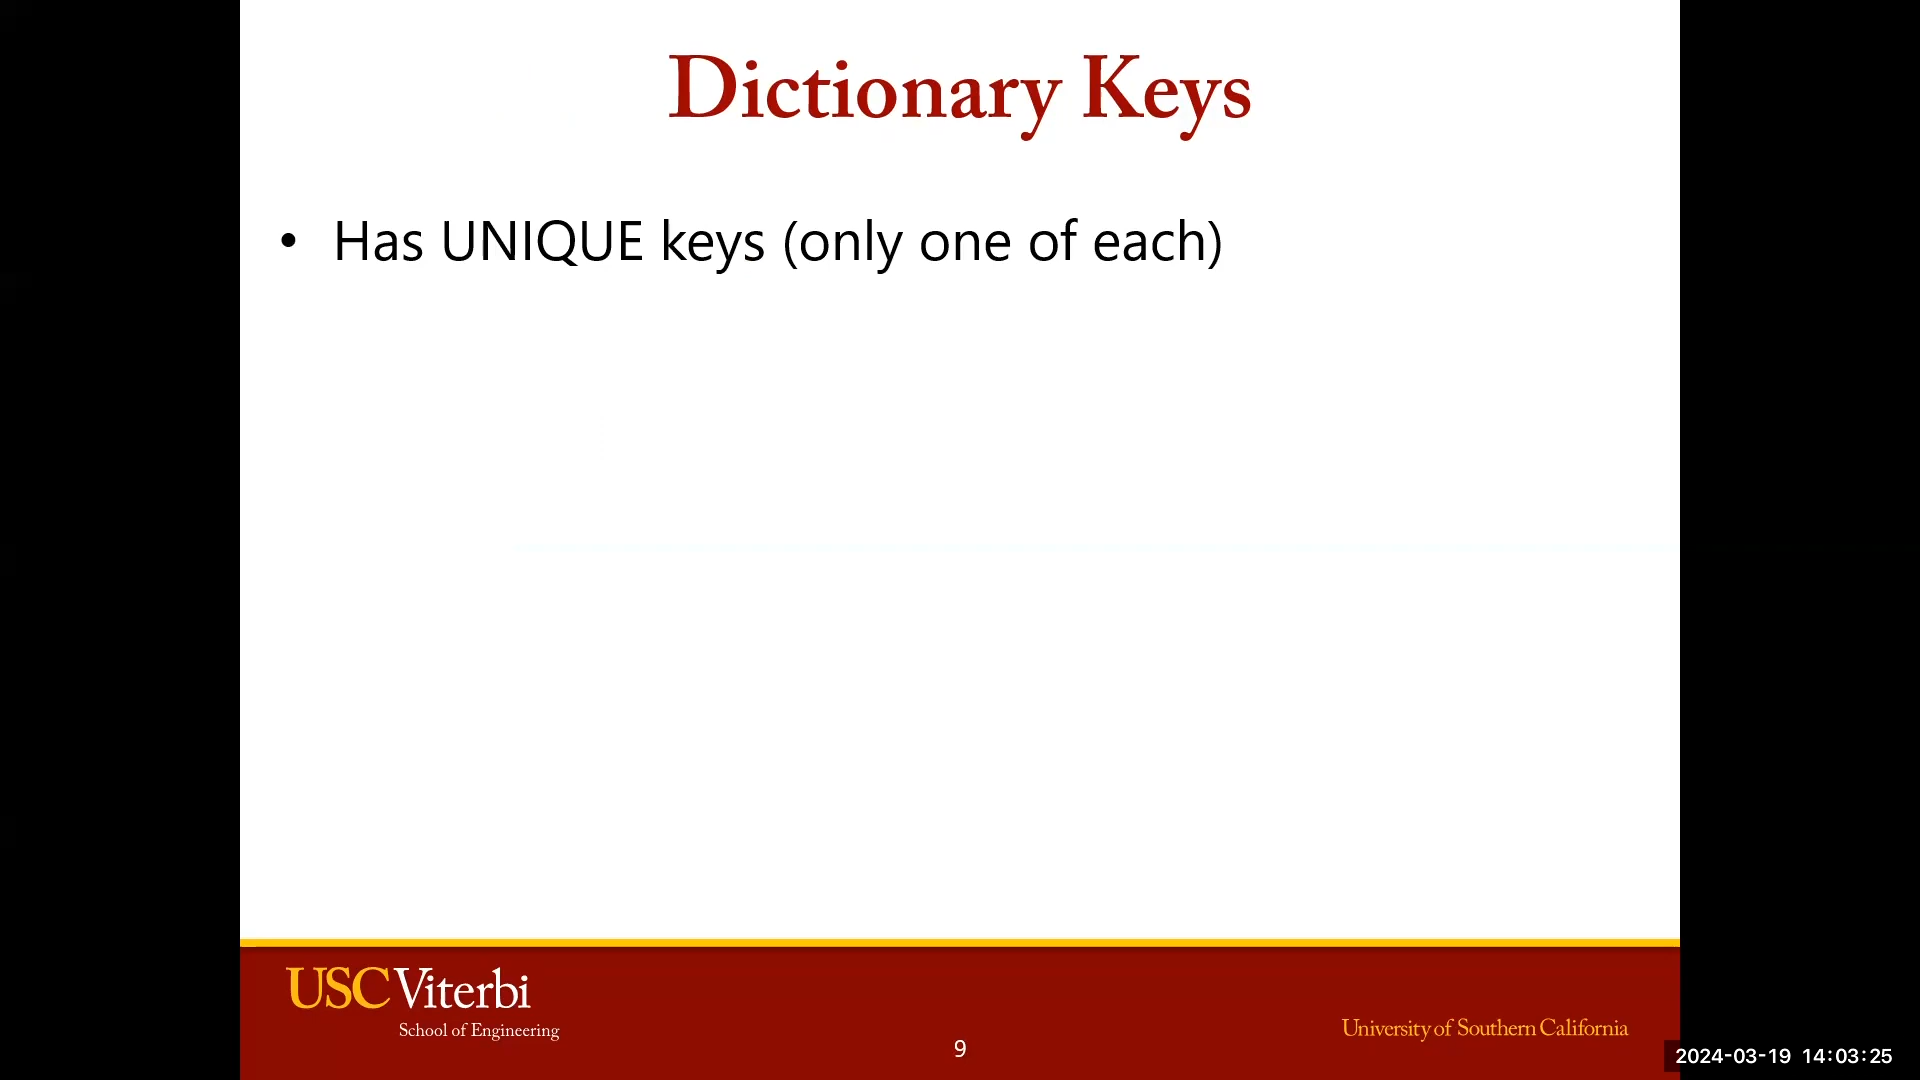 Dictionary Keys
• Has UNIQUE keys (only one of each)
USC Viterbi
School of Engineering
9
University of Southern California
2024-03-19 14:03:25